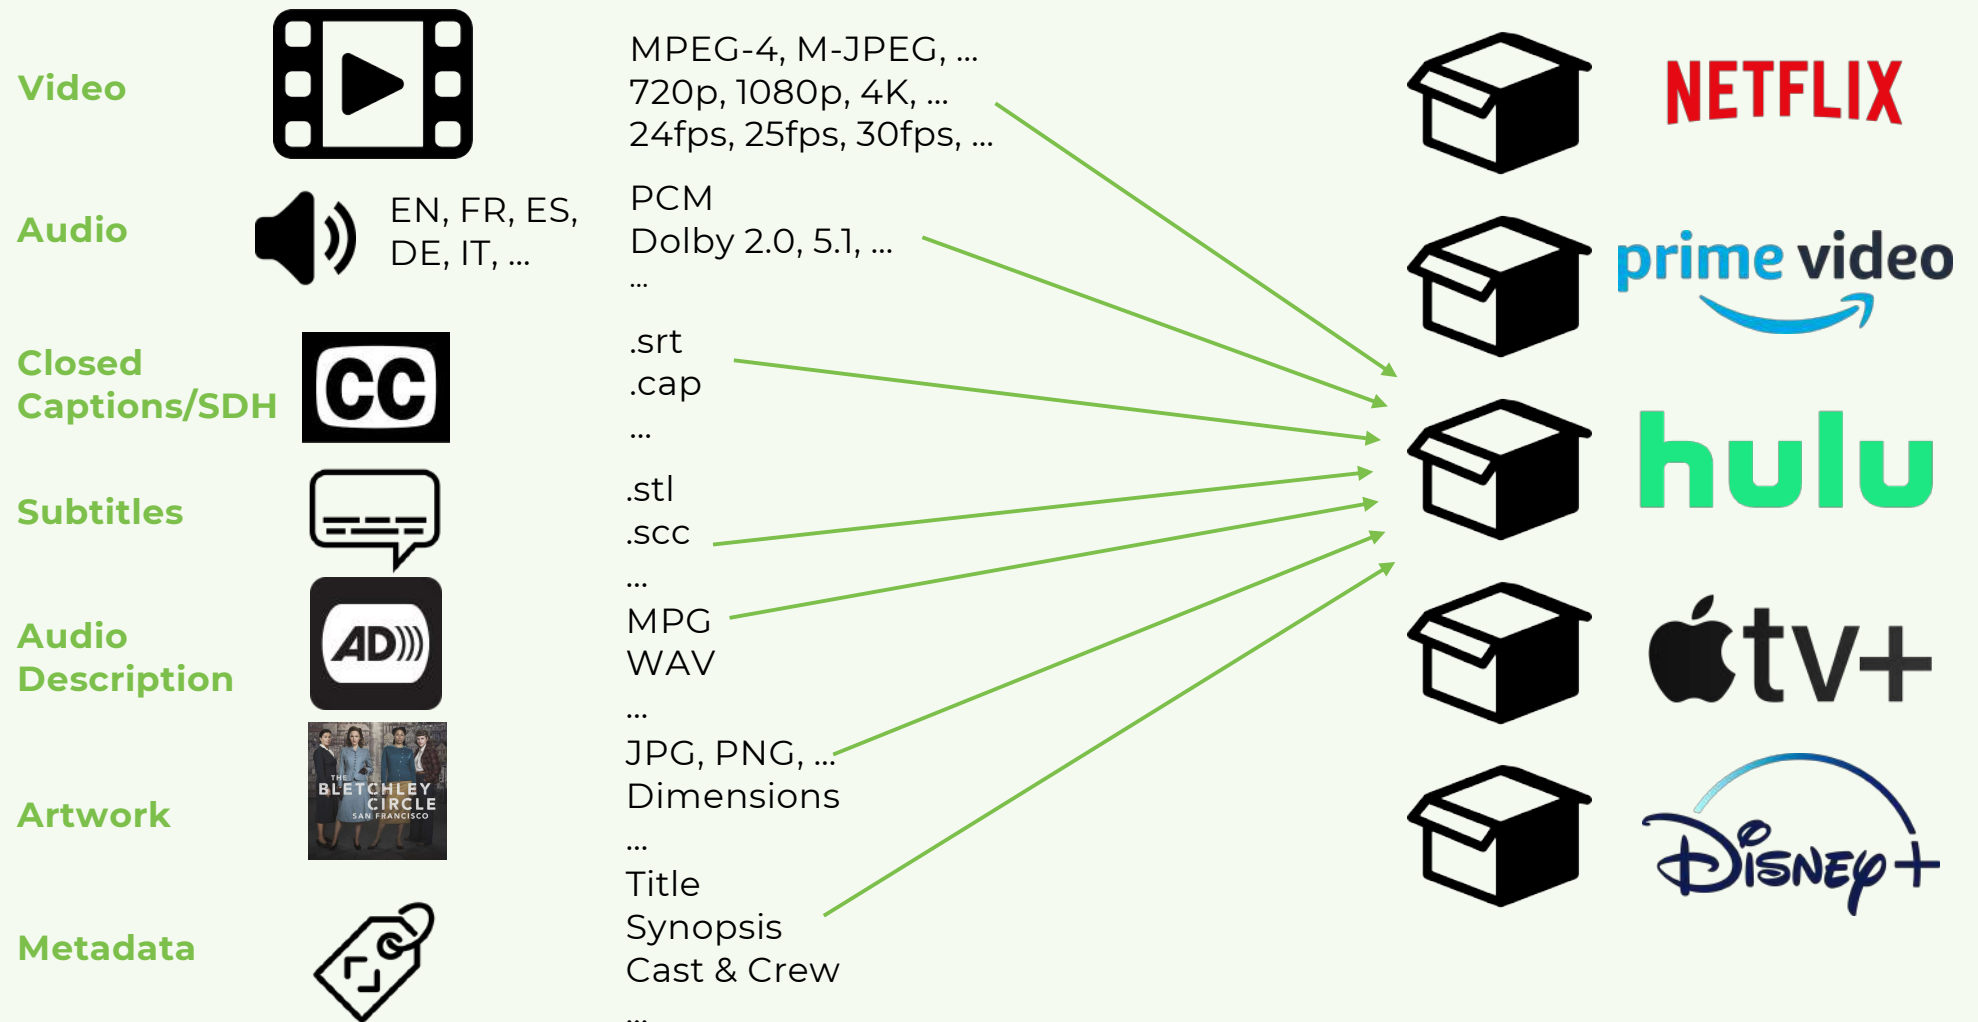 Video
MPEG-4, M-JPEG, ...
720p, 1080p, 4K, ...
24fps, 25fps, 30fps, ...
Audio
EN, FR, ES,
DE, IT, ...
PCM
Dolby 2.0, 5.1, ...
...
Closed
Captions/SDH
CC
.srt
.cap
...
Subtitles
.stl
.scc
...
Audio
Description
AD
MPG
WAV
...
Artwork
THE
BLETCHLEY
CIRCLE
SAN FRANCISCO
JPG, PNG, ...
Dimensions
...
Metadata
Title
Synopsis
Cast & Crew
...
NETFLIX
prime video
hulu
tv+
Disney+